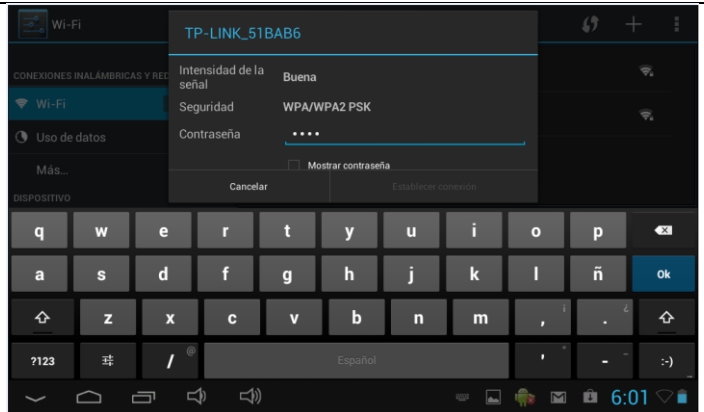 Wi-Fi
TP-LINK_51BAB6
CONEXIONES INALÁMBRICAS Y RED
Intensidad de la
señal
Buena
Wi-Fi
Seguridad
WPA/WPA2 PSK
Uso de datos
Contraseña
••••
Mostrar contraseña
Más...
Cancelar
Establecer conexión
DISPOSITIVO
q w e r t y u i o p
a s d f g h j k l ñ Ok
z x c v b n m , ¡ . ¿
?123 / @ Español ' " - _ :-)
6:01